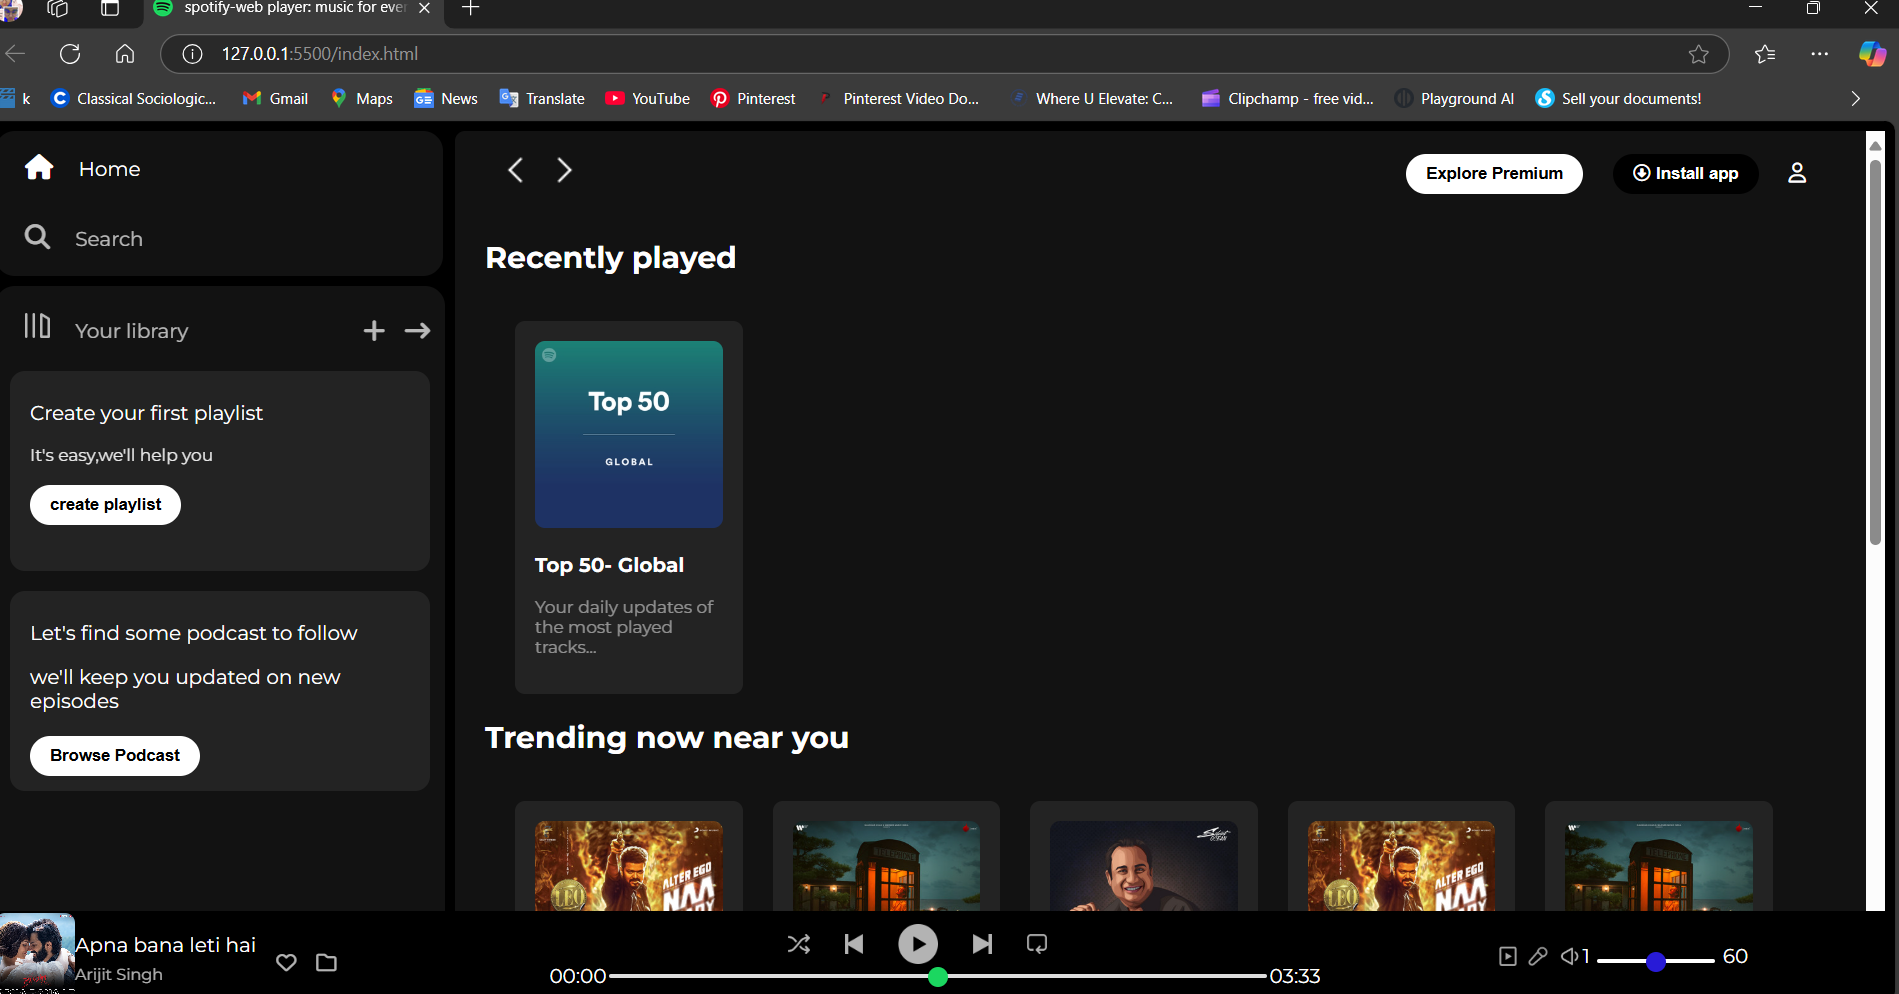 spotify-web player: music for ever
127.0.0.1:5500/index.html
k
Classical Sociologic...
Gmail
Maps
News
Translate
YouTube
Pinterest
Pinterest Video Do...
Where U Elevate: C...
Clipchamp - free vid...
Playground AI
Sell your documents!
Home
Search
Your library
Create your first playlist
It's easy,we'll help you
create playlist
Let's find some podcast to follow
we'll keep you updated on new
episodes
Browse Podcast
Explore Premium
Install app
Recently played
Top 50
GLOBAL
Top 50- Global
Your daily updates of
the most played
tracks...
Trending now near you
LEO
ALTER EGO
NAA
TELEPHONE
LEO
ALTER EGO
NAA
Apna bana leti hai
Arijit Singh
00:00
03:33
1
60